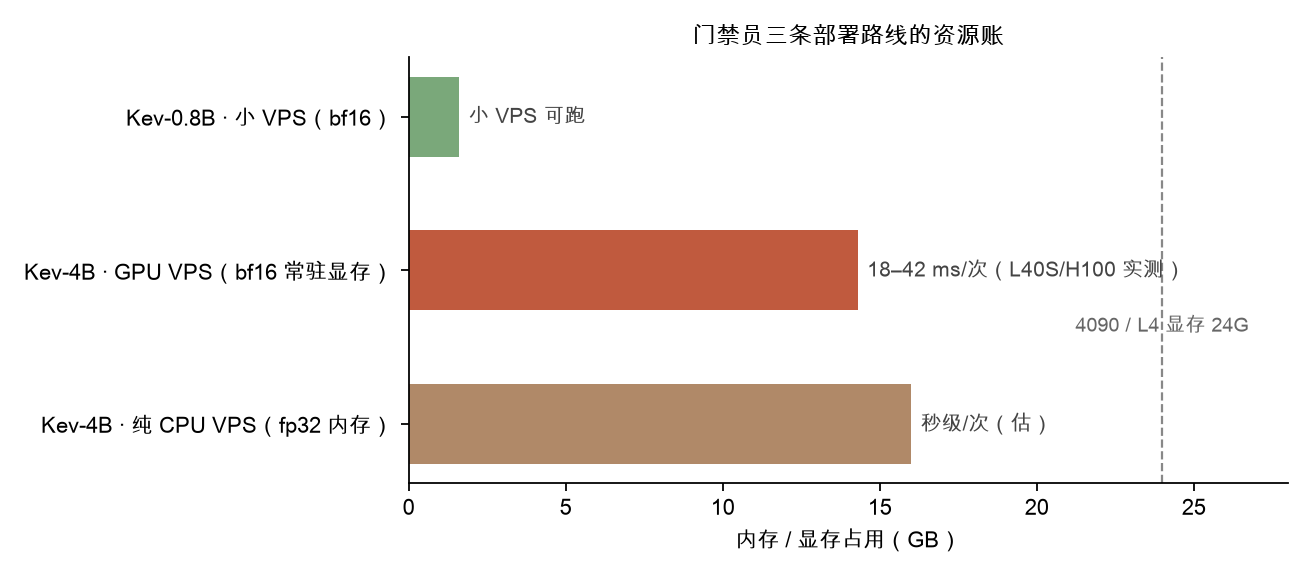 门禁员三条部署路线的资源账
Kev-0.8B · 小 VPS（bf16）
小 VPS 可跑
Kev-4B · GPU VPS（bf16 常驻显存）
18–42 ms/次（L40S/H100 实测）
4090 / L4 显存 24G
Kev-4B · 纯 CPU VPS（fp32 内存）
秒级/次（估）
0 5 10 15 20 25
内存 / 显存占用（GB）